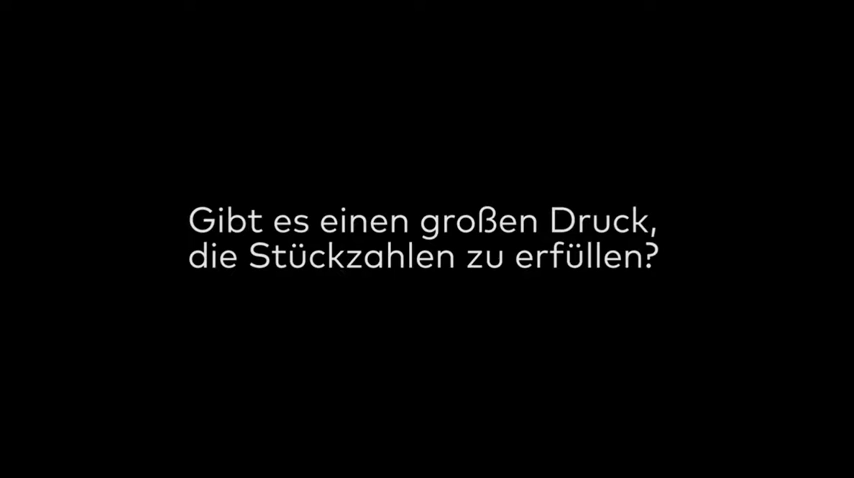 Gibt es einen großen Druck,
die Stückzahlen zu erfüllen?